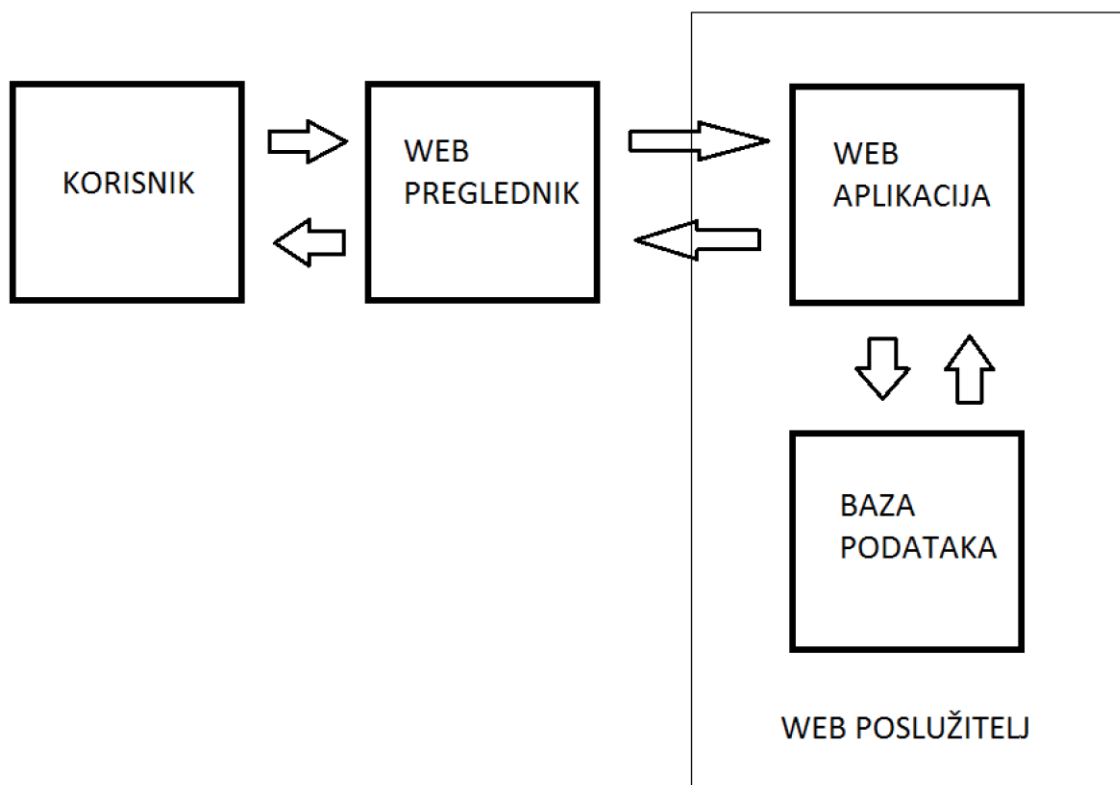 KORISNIK
WEB
PREGLEDNIK
WEB
APLIKACIJA
BAZA
PODATAKA
WEB POSLUŽITELJ